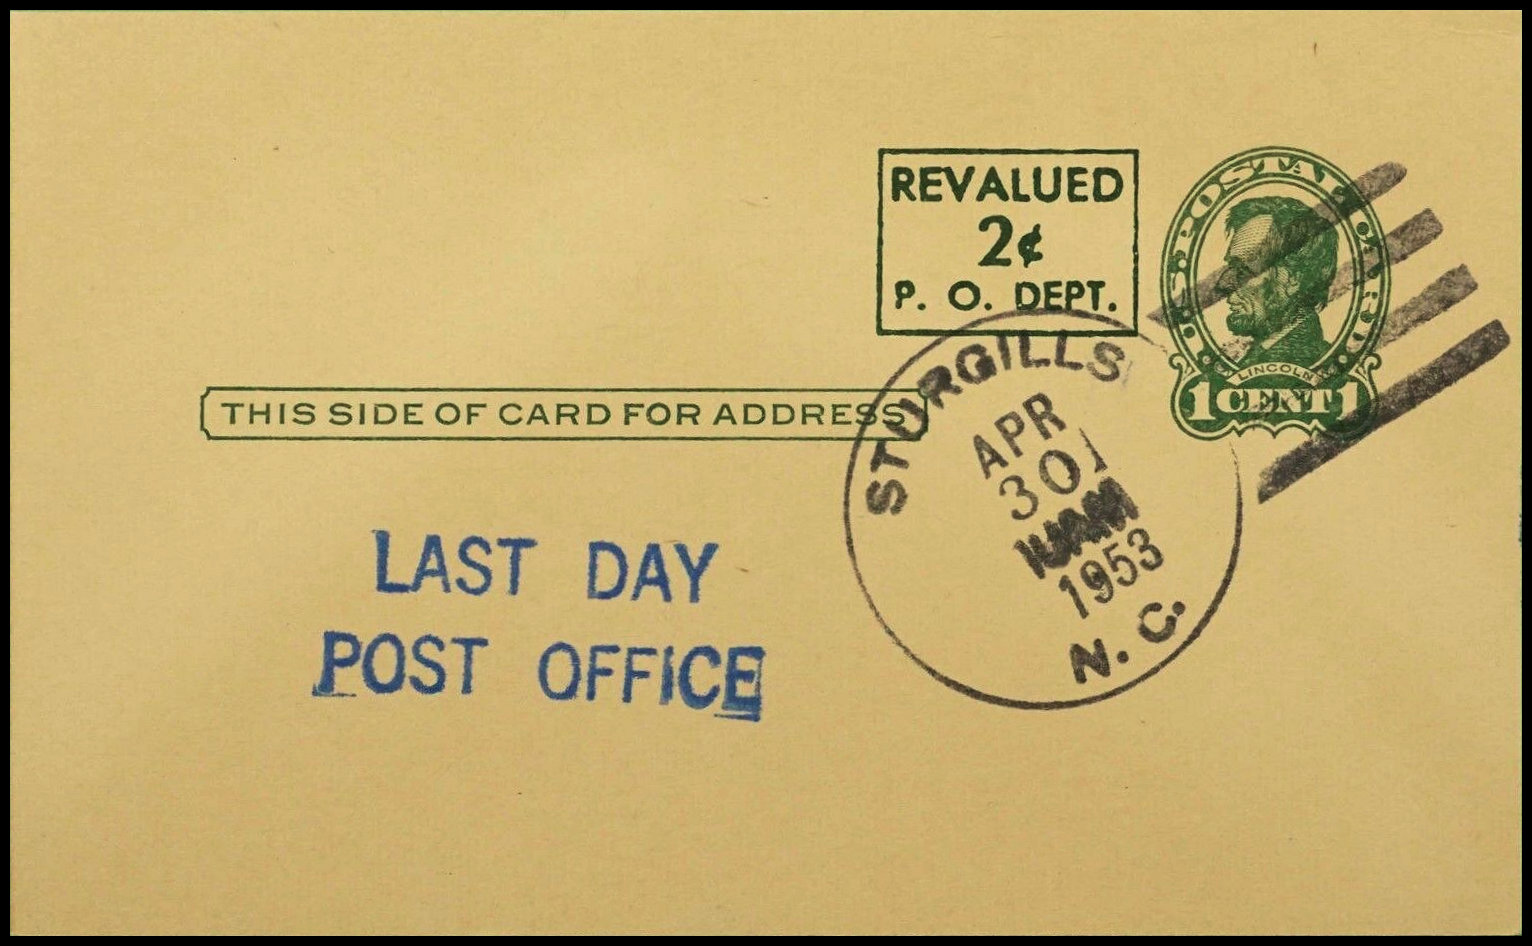 REVALUED
2¢
P. O. DEPT.
U.S. POSTAL CARD
LINCOLN
1 CENT 1
THIS SIDE OF CARD FOR ADDRESS
STURGILLS
APR
30
1953
N. C.
LAST DAY
POST OFFICE